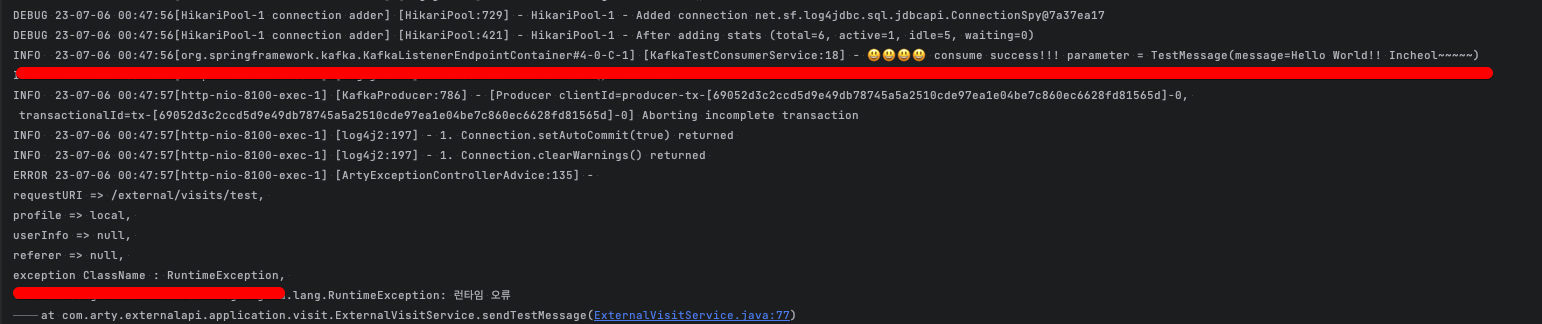 DEBUG 23-07-06 00:47:56[HikariPool-1 connection adder] [HikariPool:729] - HikariPool-1 - Added connection net.sf.log4jdbc.sql.jdbcapi.ConnectionSpy@7a37ea17
DEBUG 23-07-06 00:47:56[HikariPool-1 connection adder] [HikariPool:421] - HikariPool-1 - After adding stats (total=6, active=1, idle=5, waiting=0)
INFO  23-07-06 00:47:56[org.springframework.kafka.KafkaListenerEndpointContainer#4-0-C-1] [KafkaTestConsumerService:18] - 😃😃😃😃 consume success!!! parameter = TestMessage(message=Hello World!! Incheol~~~~~)
INFO  23-07-06 00:47:57[http-nio-8100-exec-1] [KafkaProducer:786] - [Producer clientId=producer-tx-[69052d3c2ccd5d9e49db78745a5a2510cde97ea1e04be7c860ec6628fd81565d]-0,
transactionalId=tx-[69052d3c2ccd5d9e49db78745a5a2510cde97ea1e04be7c860ec6628fd81565d]-0] Aborting incomplete transaction
INFO  23-07-06 00:47:57[http-nio-8100-exec-1] [log4j2:197] - 1. Connection.setAutoCommit(true) returned
INFO  23-07-06 00:47:57[http-nio-8100-exec-1] [log4j2:197] - 1. Connection.clearWarnings() returned
ERROR 23-07-06 00:47:57[http-nio-8100-exec-1] [ArtyExceptionControllerAdvice:135] -
requestURI => /external/visits/test,
profile => local,
userInfo => null,
referer => null,
exception ClassName : RuntimeException,
.lang.RuntimeException: 런타임 오류
at com.arty.externalapi.application.visit.ExternalVisitService.sendTestMessage(ExternalVisitService.java:77)